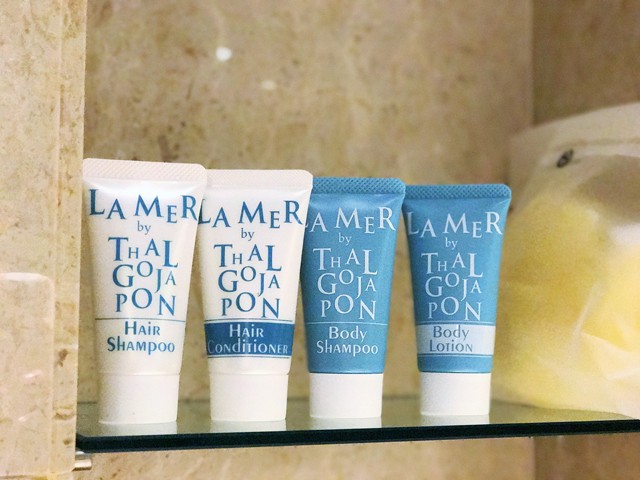 LA MER
by
THAL
GOJA
PON
Hair
Shampoo
LA MER
by
THAL
GOJA
PON
Hair
Conditioner
LA MER
by
THAL
GOJA
PON
Body
Shampoo
LA MER
by
THAL
GOJA
PON
Body
Lotion